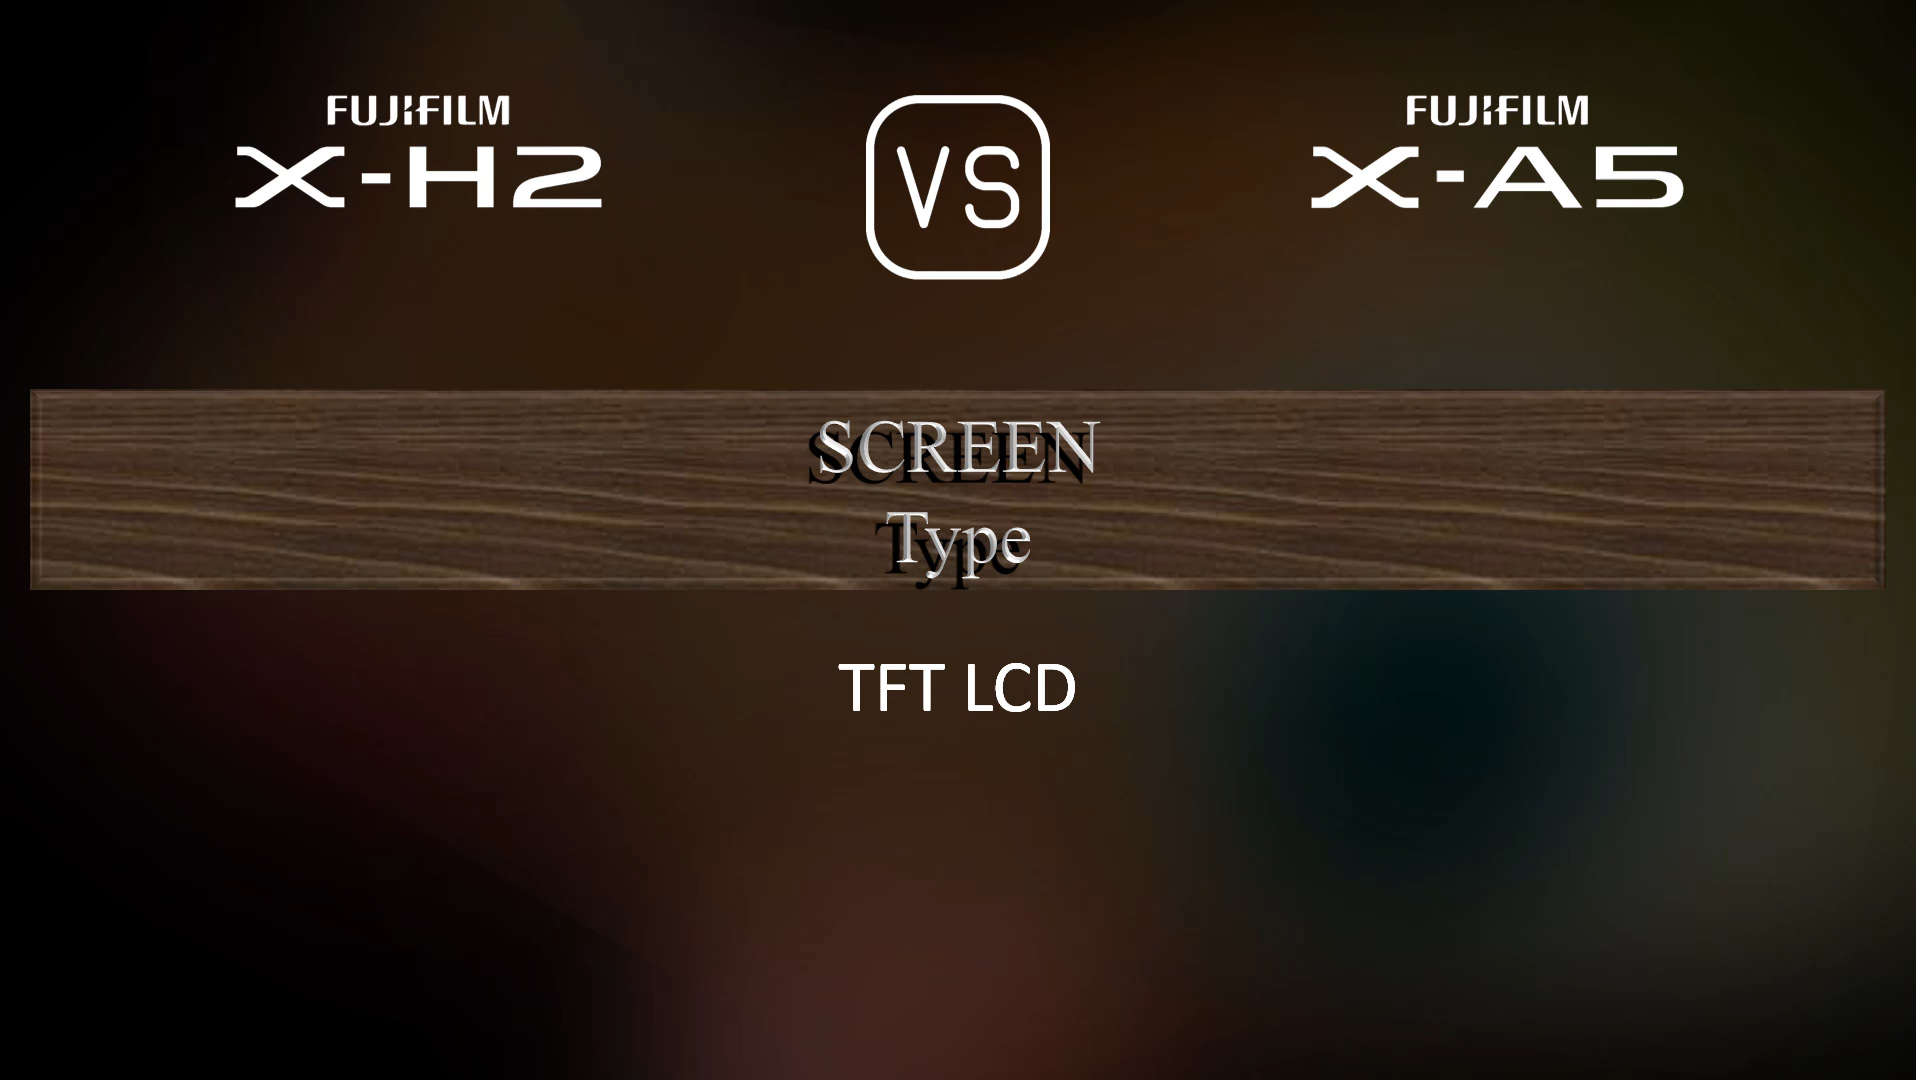 FUJIFILM
X-H2
VS
FUJIFILM
X-A5
SCREEN
Type
TFT LCD